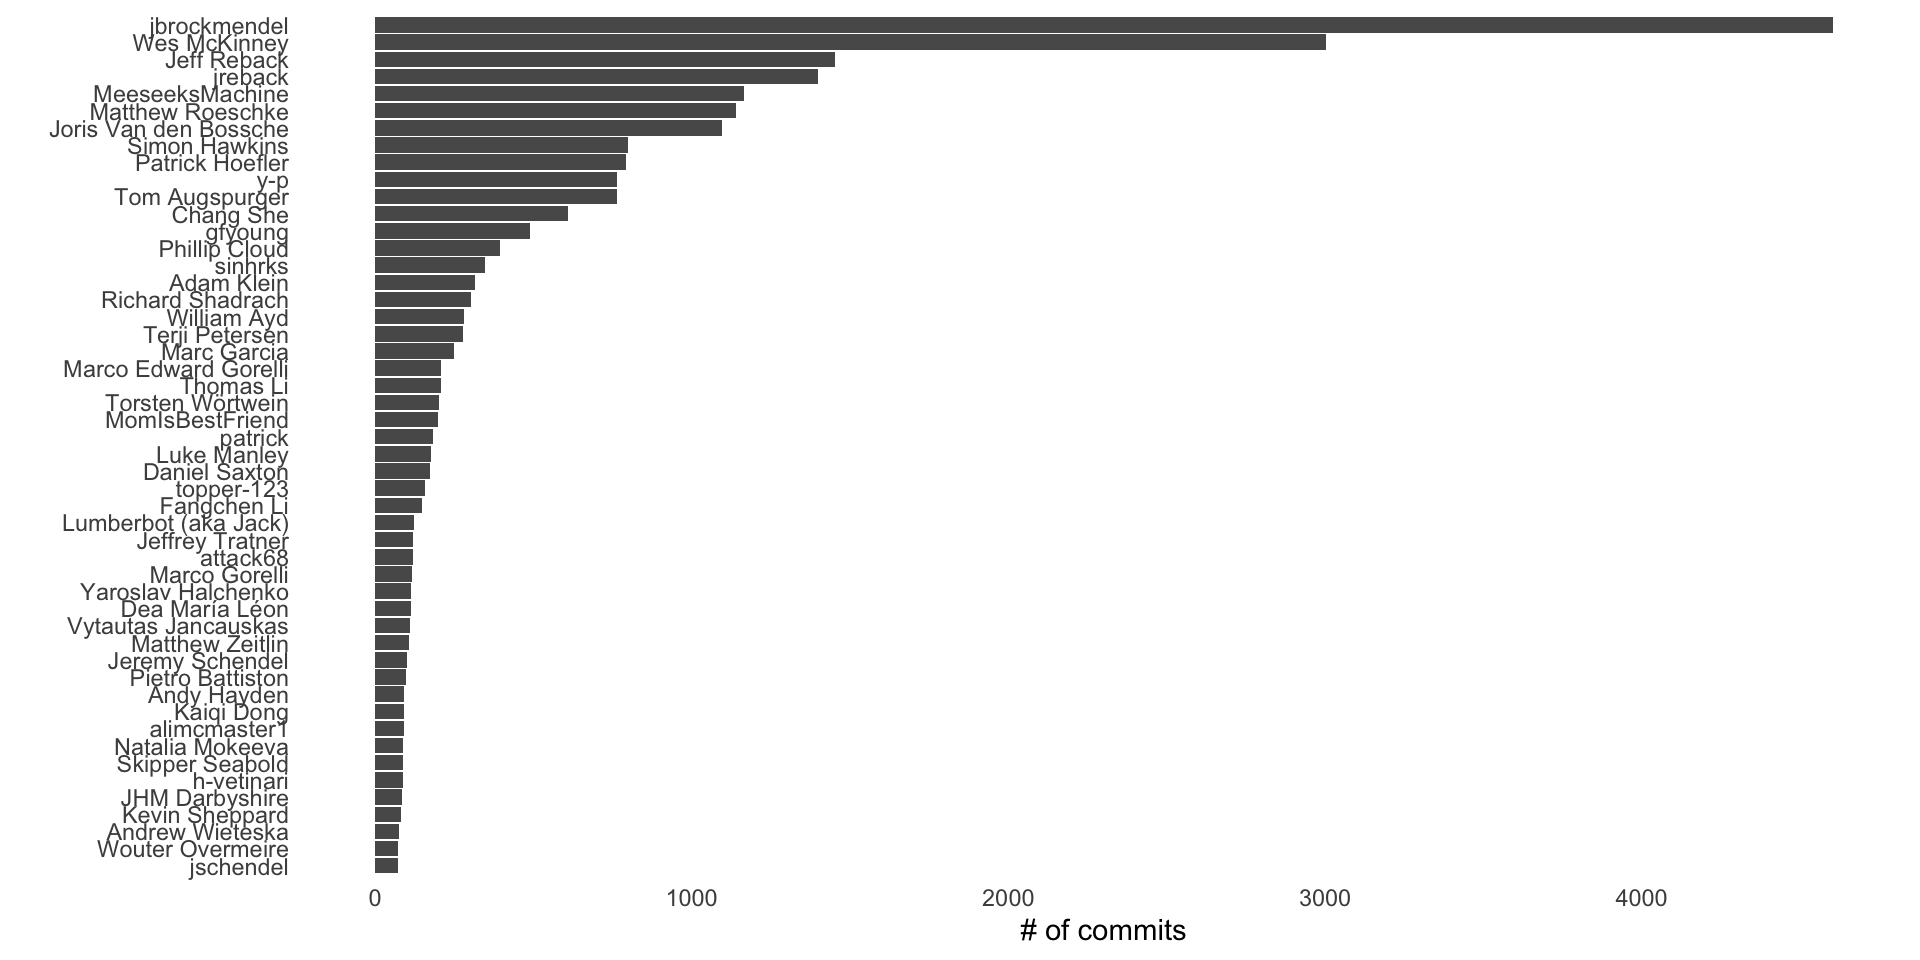 jbrockmendel
Wes McKinney
Jeff Reback
jreback
MeeseeksMachine
Matthew Roeschke
Joris Van den Bossche
Simon Hawkins
Patrick Hoefler
y-p
Tom Augspurger
Chang She
gfyoung
Phillip Cloud
sinhrks
Adam Klein
Richard Shadrach
William Ayd
Terji Petersen
Marc Garcia
Marco Edward Gorelli
Thomas Li
Torsten Wörtwein
MomIsBestFriend
patrick
Luke Manley
Daniel Saxton
topper-123
Fangchen Li
Lumberbot (aka Jack)
Jeffrey Tratner
attack68
Marco Gorelli
Yaroslav Halchenko
Dea María Léon
Vytautas Jancauskas
Matthew Zeitlin
Jeremy Schendel
Pietro Battiston
Andy Hayden
Kaiqi Dong
alimcmaster1
Natalia Mokeeva
Skipper Seabold
h-vetinari
JHM Darbyshire
Kevin Sheppard
Andrew Wieteska
Wouter Overmeire
jschendel
0 1000 2000 3000 4000
# of commits